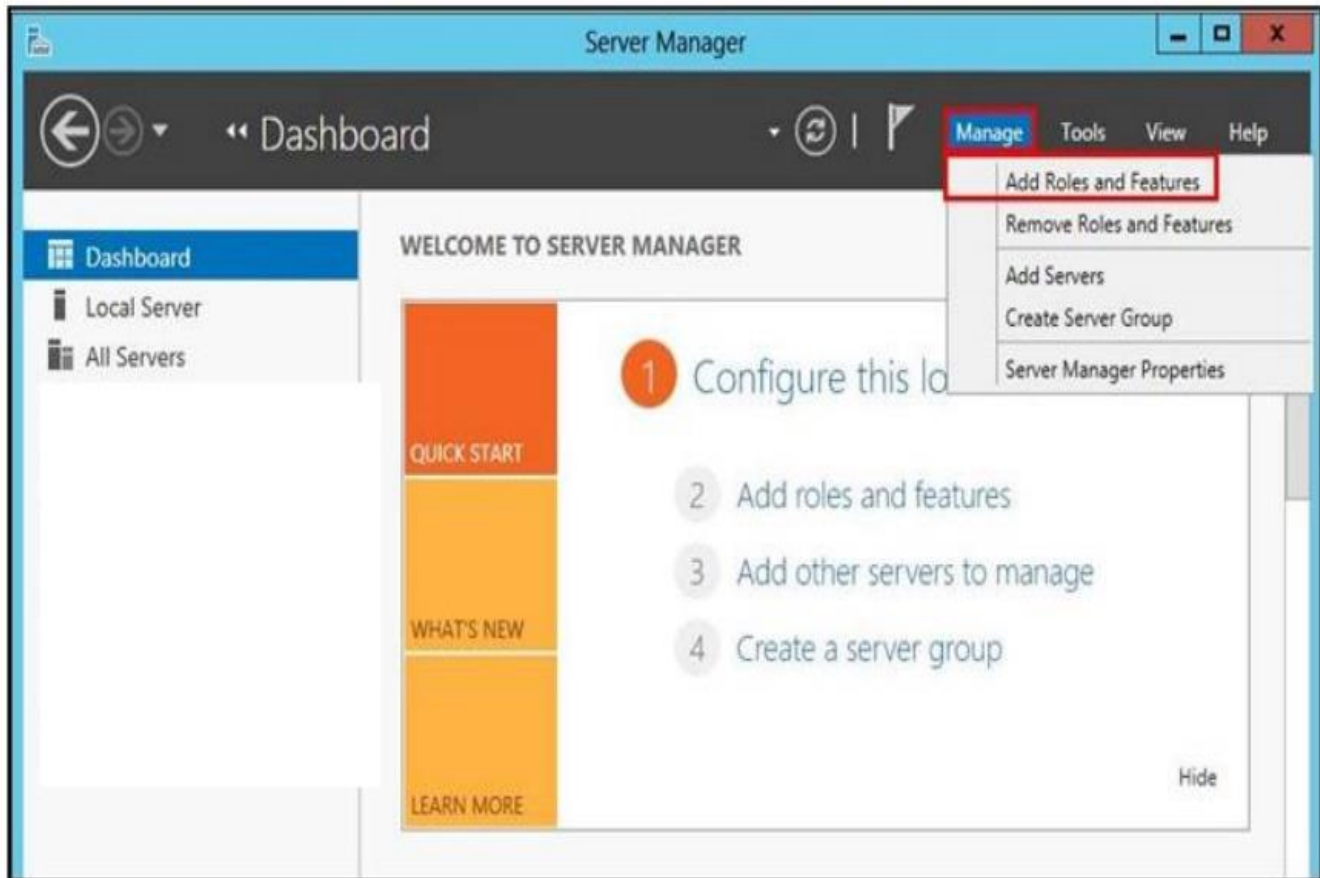 Server Manager
Dashboard
Manage Tools View Help
Add Roles and Features
Remove Roles and Features
Add Servers
Create Server Group
Server Manager Properties
Dashboard
Local Server
All Servers
WELCOME TO SERVER MANAGER
QUICK START
WHAT'S NEW
LEARN MORE
1 Configure this lo
2 Add roles and features
3 Add other servers to manage
4 Create a server group
Hide